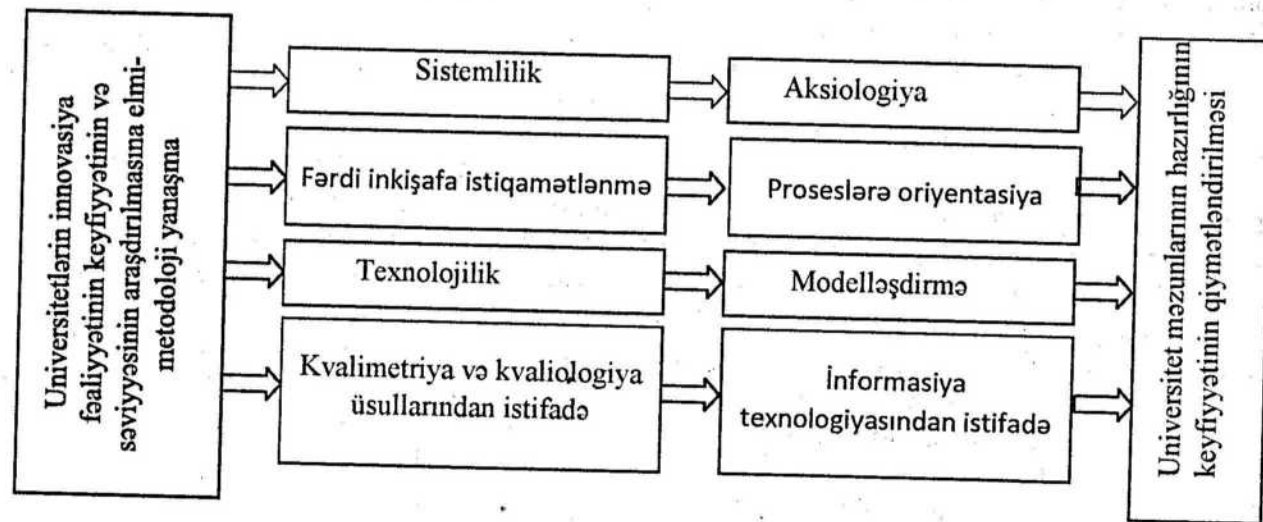 Universitetlərin innovasiya
fəaliyyətinin keyfiyyətinin və
səviyyəsinin araşdırılmasına elmi-
metodoloji yanaşma
Sistemlilik
Aksiologiya
Fərdi inkişafa istiqamətlənmə
Proseslərə oriyentasiya
Texnolojilik
Modelləşdirmə
Kvalimetriya və kvaliologiya
üsullarından istifadə
İnformasiya
texnologiyasından istifadə
Universitet məzunlarının hazırlığının
keyfiyyətinin qiymətləndirilməsi